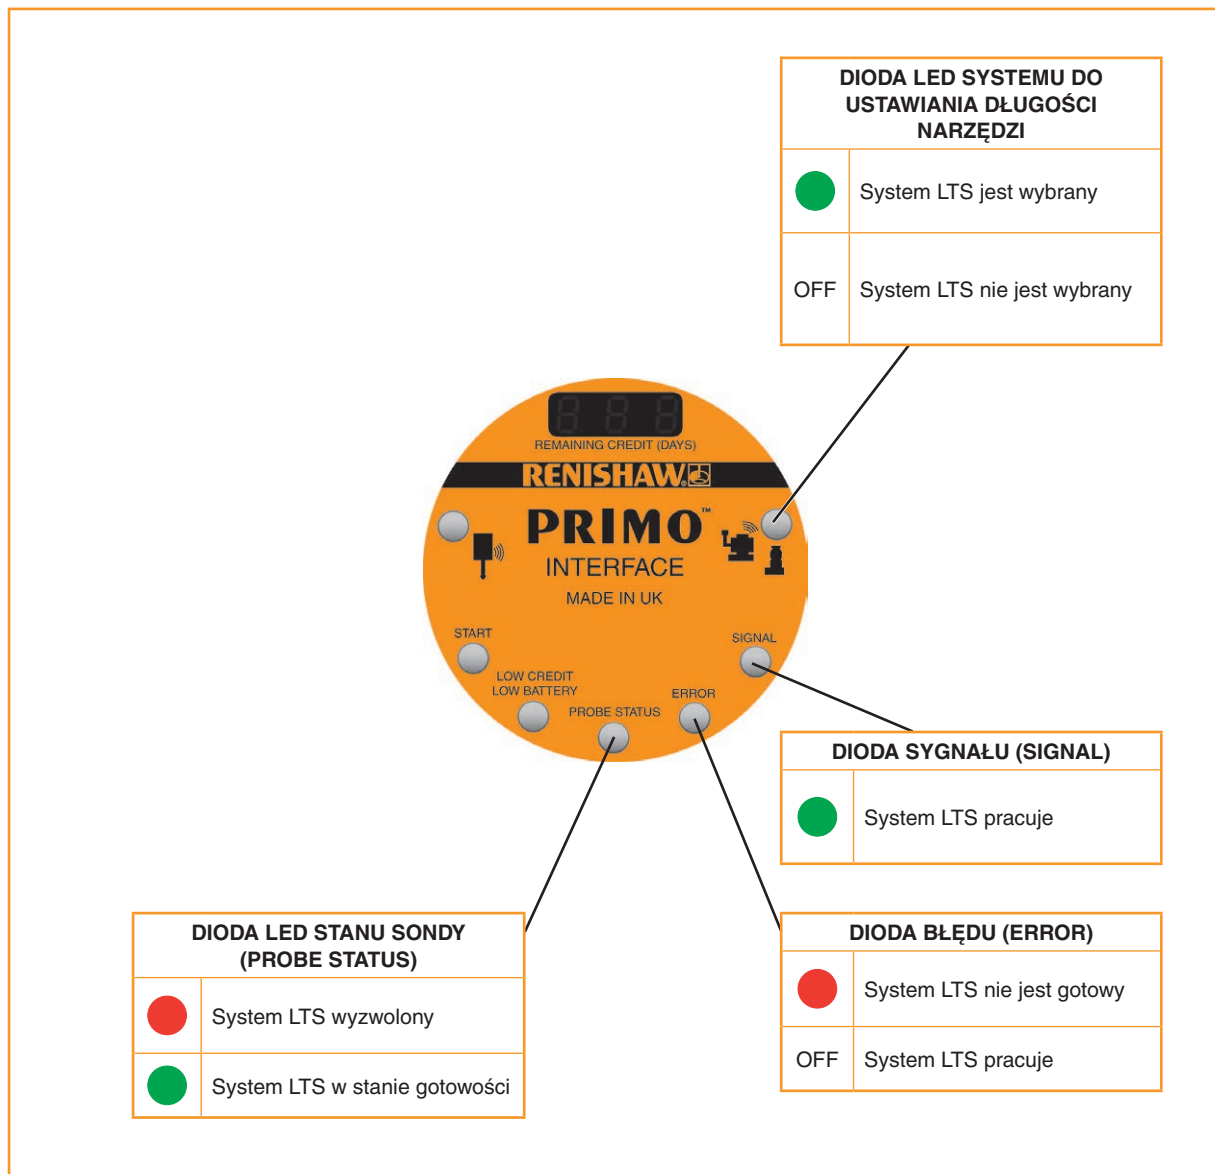 DIODA LED SYSTEMU DO
USTAWIANIA DŁUGOŚCI
NARZĘDZI
System LTS jest wybrany
OFF System LTS nie jest wybrany
888
REMAINING CREDIT (DAYS)
RENISHAW
PRIMO™
INTERFACE
MADE IN UK
START
SIGNAL
LOW CREDIT
LOW BATTERY
PROBE STATUS
ERROR
DIODA SYGNAŁU (SIGNAL)
System LTS pracuje
DIODA LED STANU SONDY
(PROBE STATUS)
System LTS wyzwolony
System LTS w stanie gotowości
DIODA BŁĘDU (ERROR)
System LTS nie jest gotowy
OFF System LTS pracuje